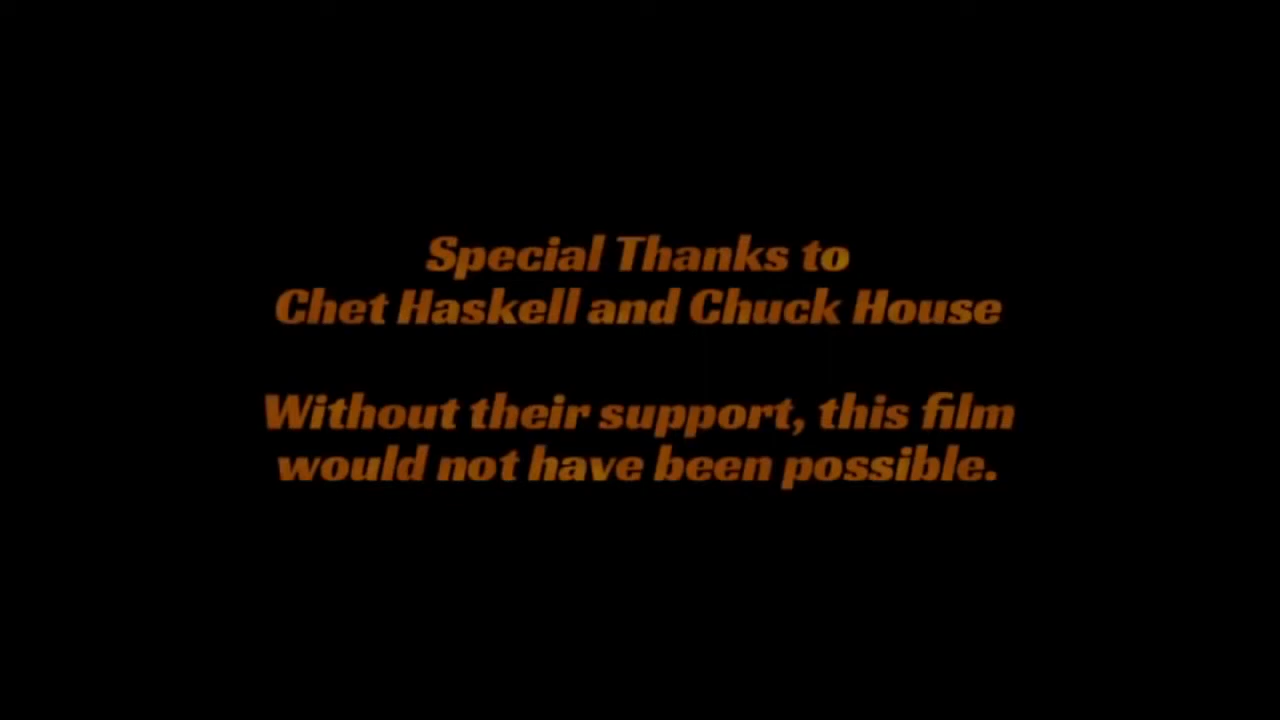 Special Thanks to
Chet Haskell and Chuck House
Without their support, this film
would not have been possible.